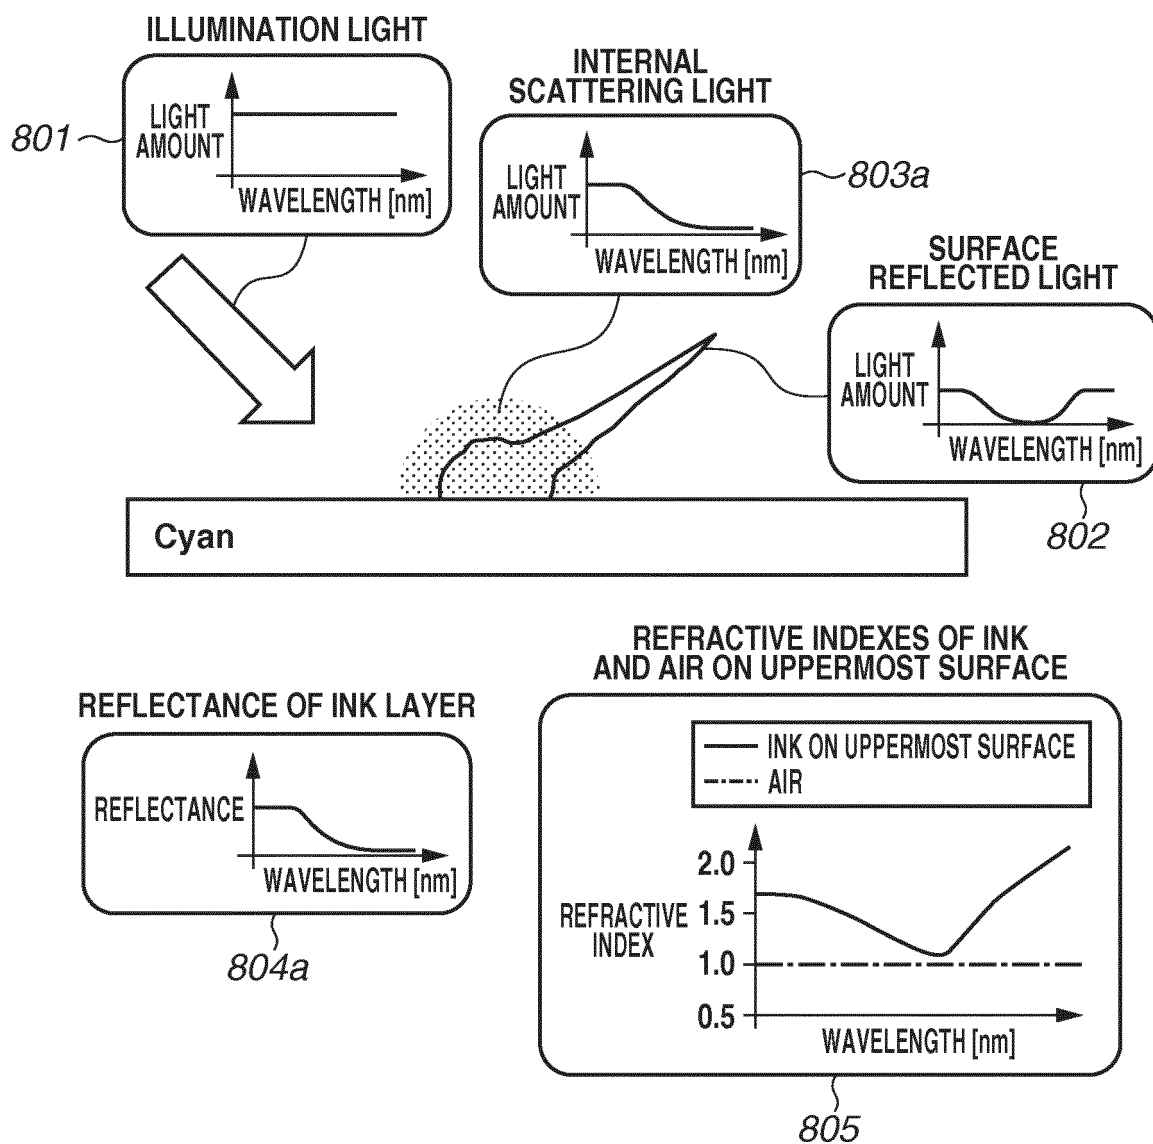 ILLUMINATION LIGHT
801
LIGHT
AMOUNT
WAVELENGTH [nm]
INTERNAL
SCATTERING LIGHT
803a
LIGHT
AMOUNT
WAVELENGTH [nm]
SURFACE
REFLECTED LIGHT
LIGHT
AMOUNT
WAVELENGTH [nm]
802
Cyan
REFLECTANCE OF INK LAYER
REFLECTANCE
WAVELENGTH [nm]
804a
REFRACTIVE INDEXES OF INK
AND AIR ON UPPERMOST SURFACE
INK ON UPPERMOST SURFACE
AIR
REFRACTIVE
INDEX
2.0
1.5
1.0
0.5
WAVELENGTH [nm]
805